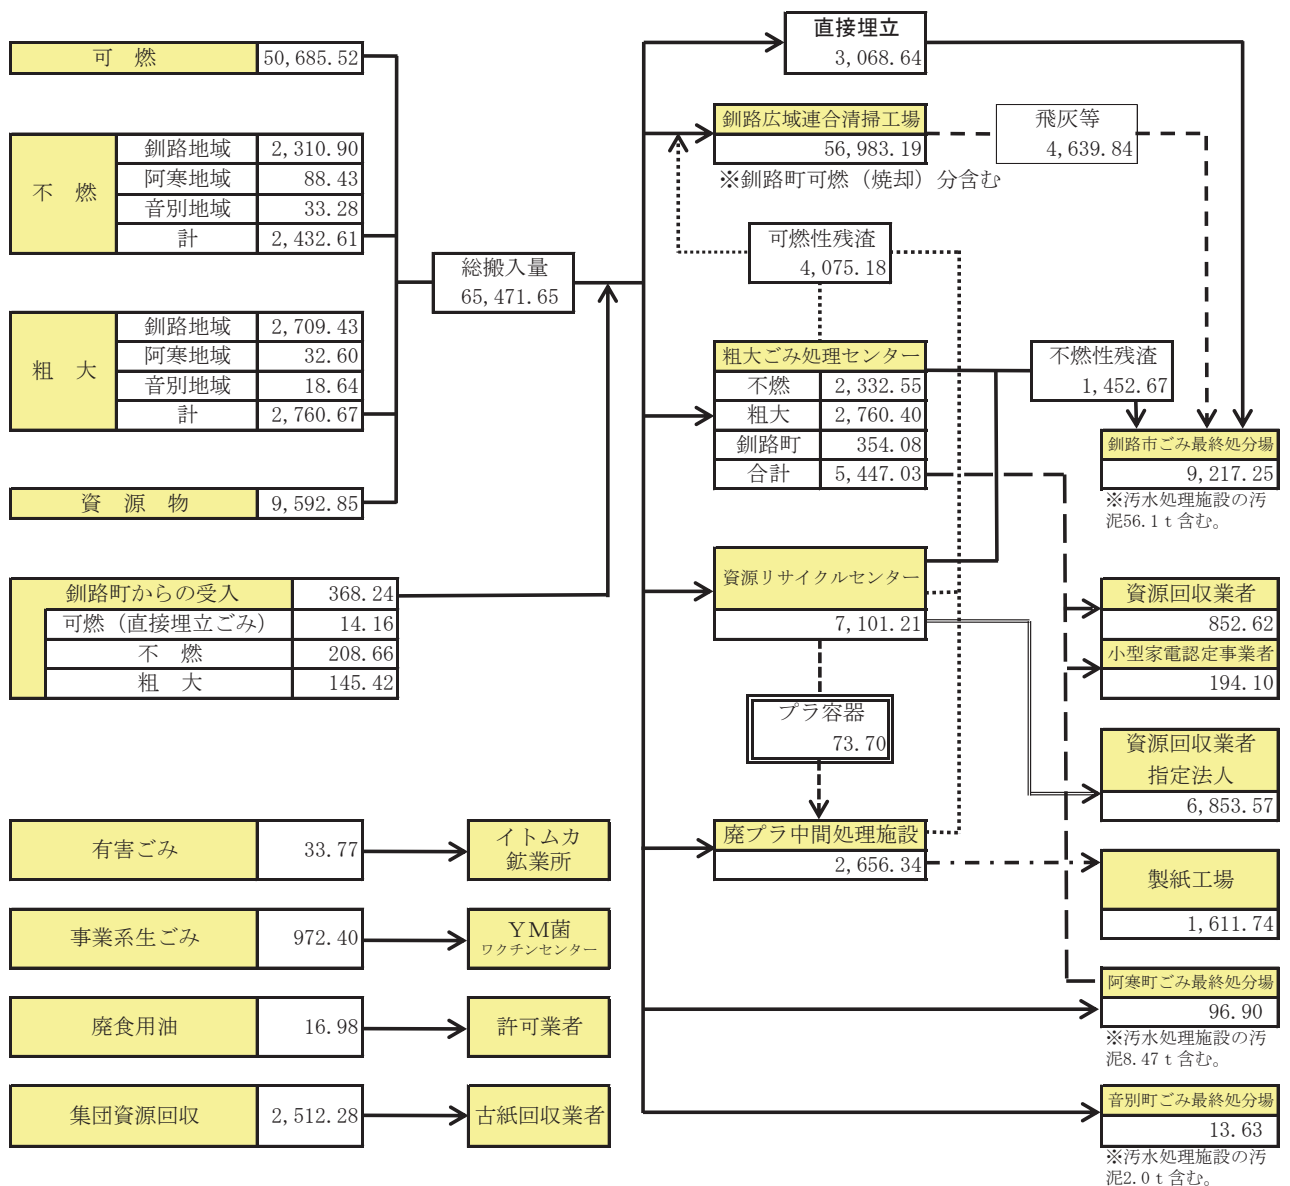 可　燃 50,685.52
不　燃
釧路地域 2,310.90
阿寒地域 88.43
音別地域 33.28
計 2,432.61
粗　大
釧路地域 2,709.43
阿寒地域 32.60
音別地域 18.64
計 2,760.67
資　源　物 9,592.85
釧路町からの受入 368.24
可燃（直接埋立ごみ） 14.16
不　燃 208.66
粗　大 145.42
総搬入量
65,471.65
有害ごみ 33.77
イトムカ
鉱業所
事業系生ごみ 972.40
ＹＭ菌
ワクチンセンター
廃食用油 16.98
許可業者
集団資源回収 2,512.28
古紙回収業者
直接埋立
3,068.64
釧路広域連合清掃工場
56,983.19
※釧路町可燃（焼却）分含む
飛灰等
4,639.84
可燃性残渣
4,075.18
粗大ごみ処理センター
不燃 2,332.55
粗大 2,760.40
釧路町 354.08
合計 5,447.03
不燃性残渣
1,452.67
資源リサイクルセンター
7,101.21
プラ容器
73.70
廃プラ中間処理施設
2,656.34
釧路市ごみ最終処分場
9,217.25
※汚水処理施設の汚
泥56.1ｔ含む。
資源回収業者
852.62
小型家電認定事業者
194.10
資源回収業者
指定法人
6,853.57
製紙工場
1,611.74
阿寒町ごみ最終処分場
96.90
※汚水処理施設の汚
泥8.47ｔ含む。
音別町ごみ最終処分場
13.63
※汚水処理施設の汚
泥2.0ｔ含む。